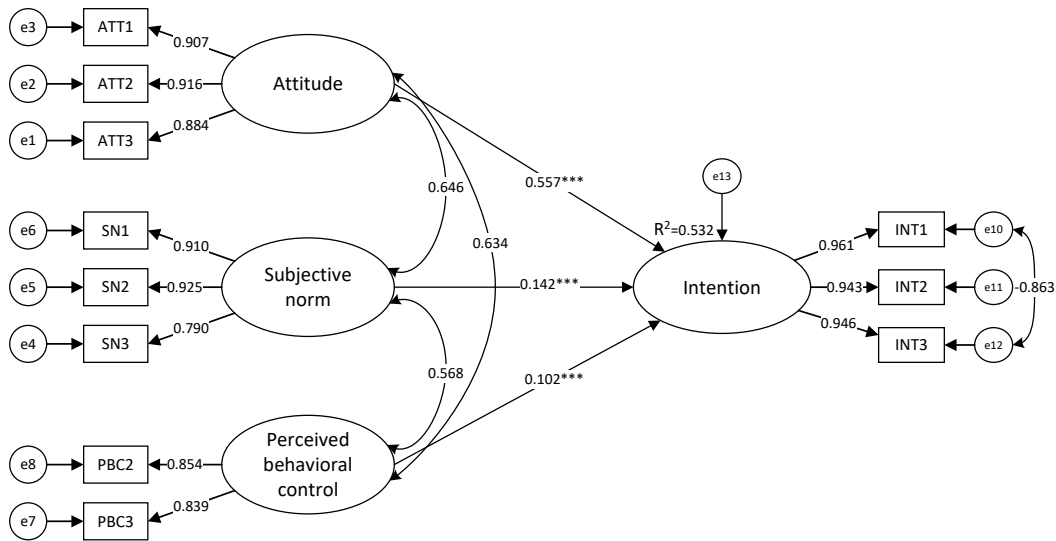 e3
ATT1
0.907
e2
ATT2
0.916
Attitude
e1
ATT3
0.884
0.646
0.634
0.557***
e13
R²=0.532
e6
SN1
0.910
e5
SN2
0.925
Subjective
norm
e4
SN3
0.790
0.142***
Intention
0.961
INT1
e10
0.943
INT2
e11
-0.863
0.946
INT3
e12
0.568
0.102***
e8
PBC2
0.854
Perceived
behavioral
control
e7
PBC3
0.839